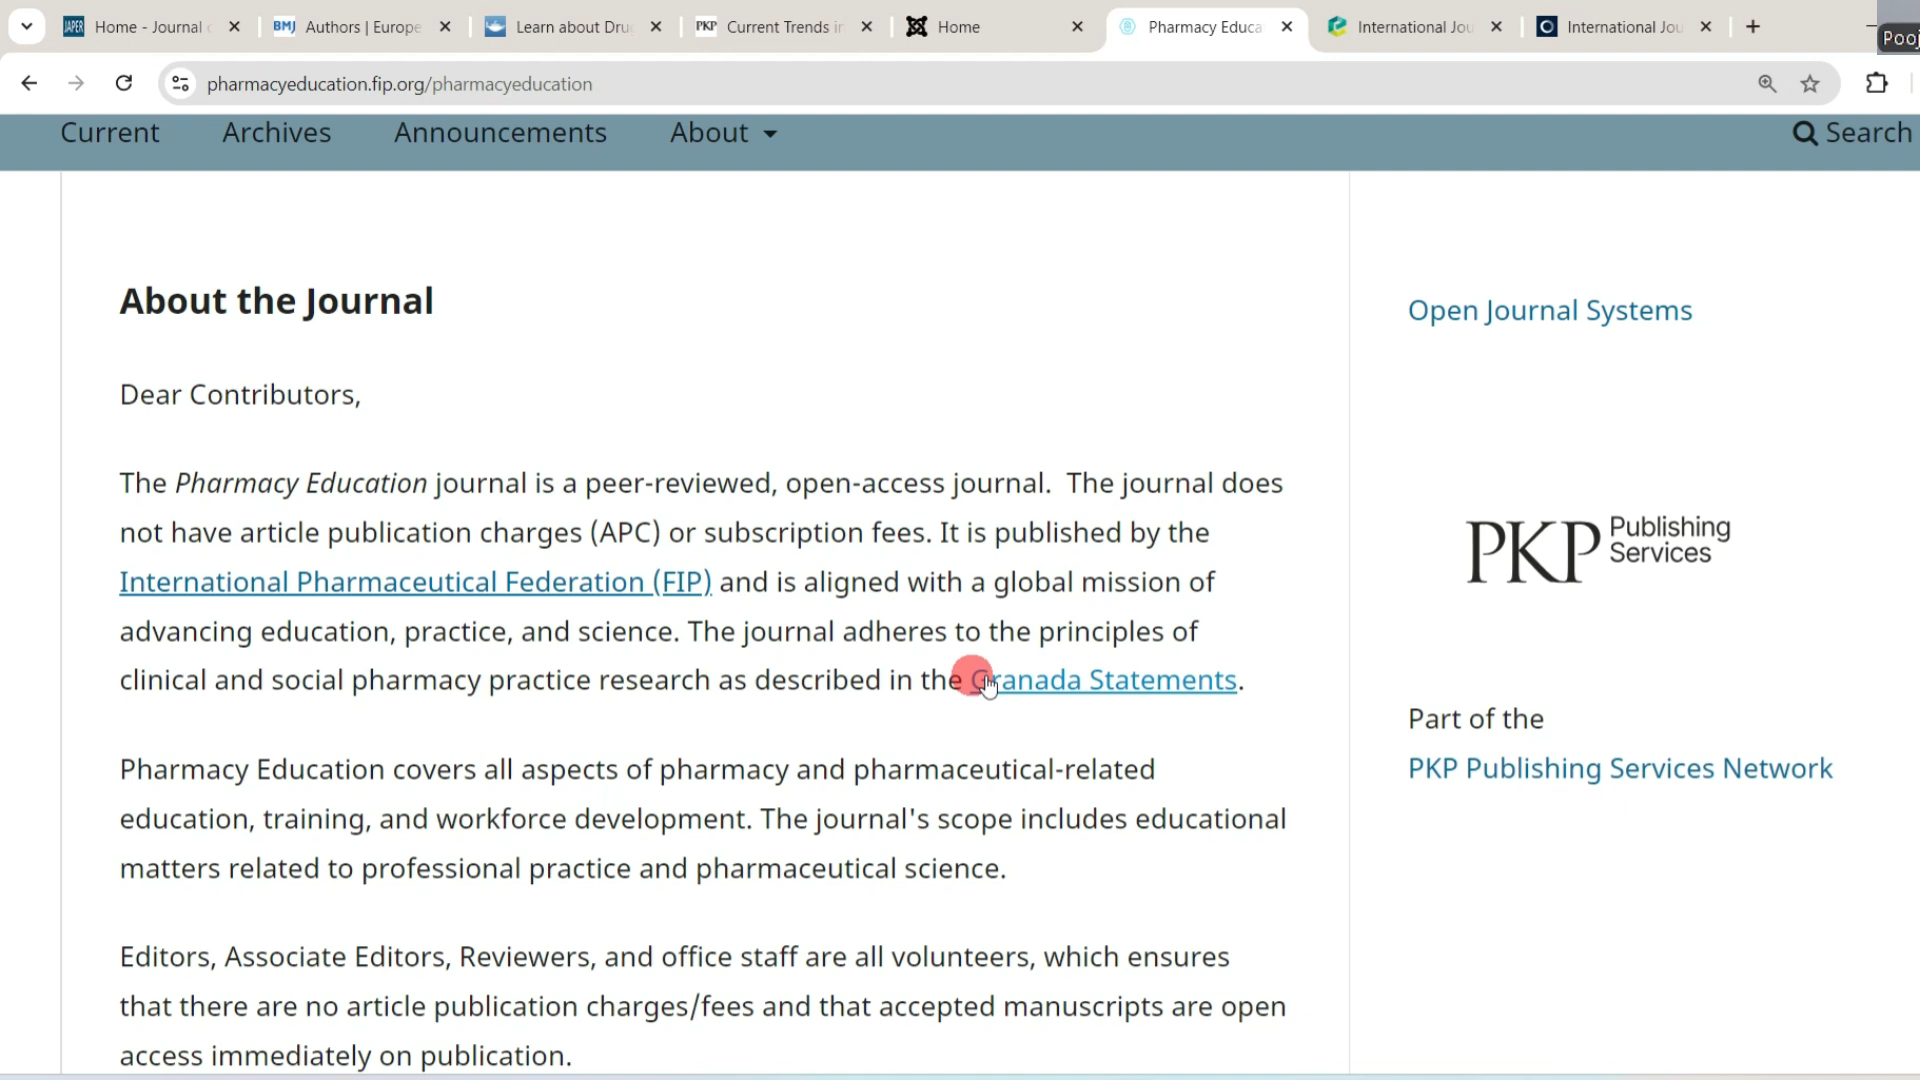 JAPER Home - Journal
BMJ Authors | Europe
Learn about Dru
PKP Current Trends in
Home
Pharmacy Educa
International Jou
International Jou
Pooj
pharmacyeducation.fip.org/pharmacyeducation
Current Archives Announcements About Search
About the Journal
Dear Contributors,
The Pharmacy Education journal is a peer-reviewed, open-access journal. The journal does
not have article publication charges (APC) or subscription fees. It is published by the
International Pharmaceutical Federation (FIP) and is aligned with a global mission of
advancing education, practice, and science. The journal adheres to the principles of
clinical and social pharmacy practice research as described in the Granada Statements.
Pharmacy Education covers all aspects of pharmacy and pharmaceutical-related
education, training, and workforce development. The journal's scope includes educational
matters related to professional practice and pharmaceutical science.
Editors, Associate Editors, Reviewers, and office staff are all volunteers, which ensures
that there are no article publication charges/fees and that accepted manuscripts are open
access immediately on publication.
Open Journal Systems
PKP Publishing
Services
Part of the
PKP Publishing Services Network